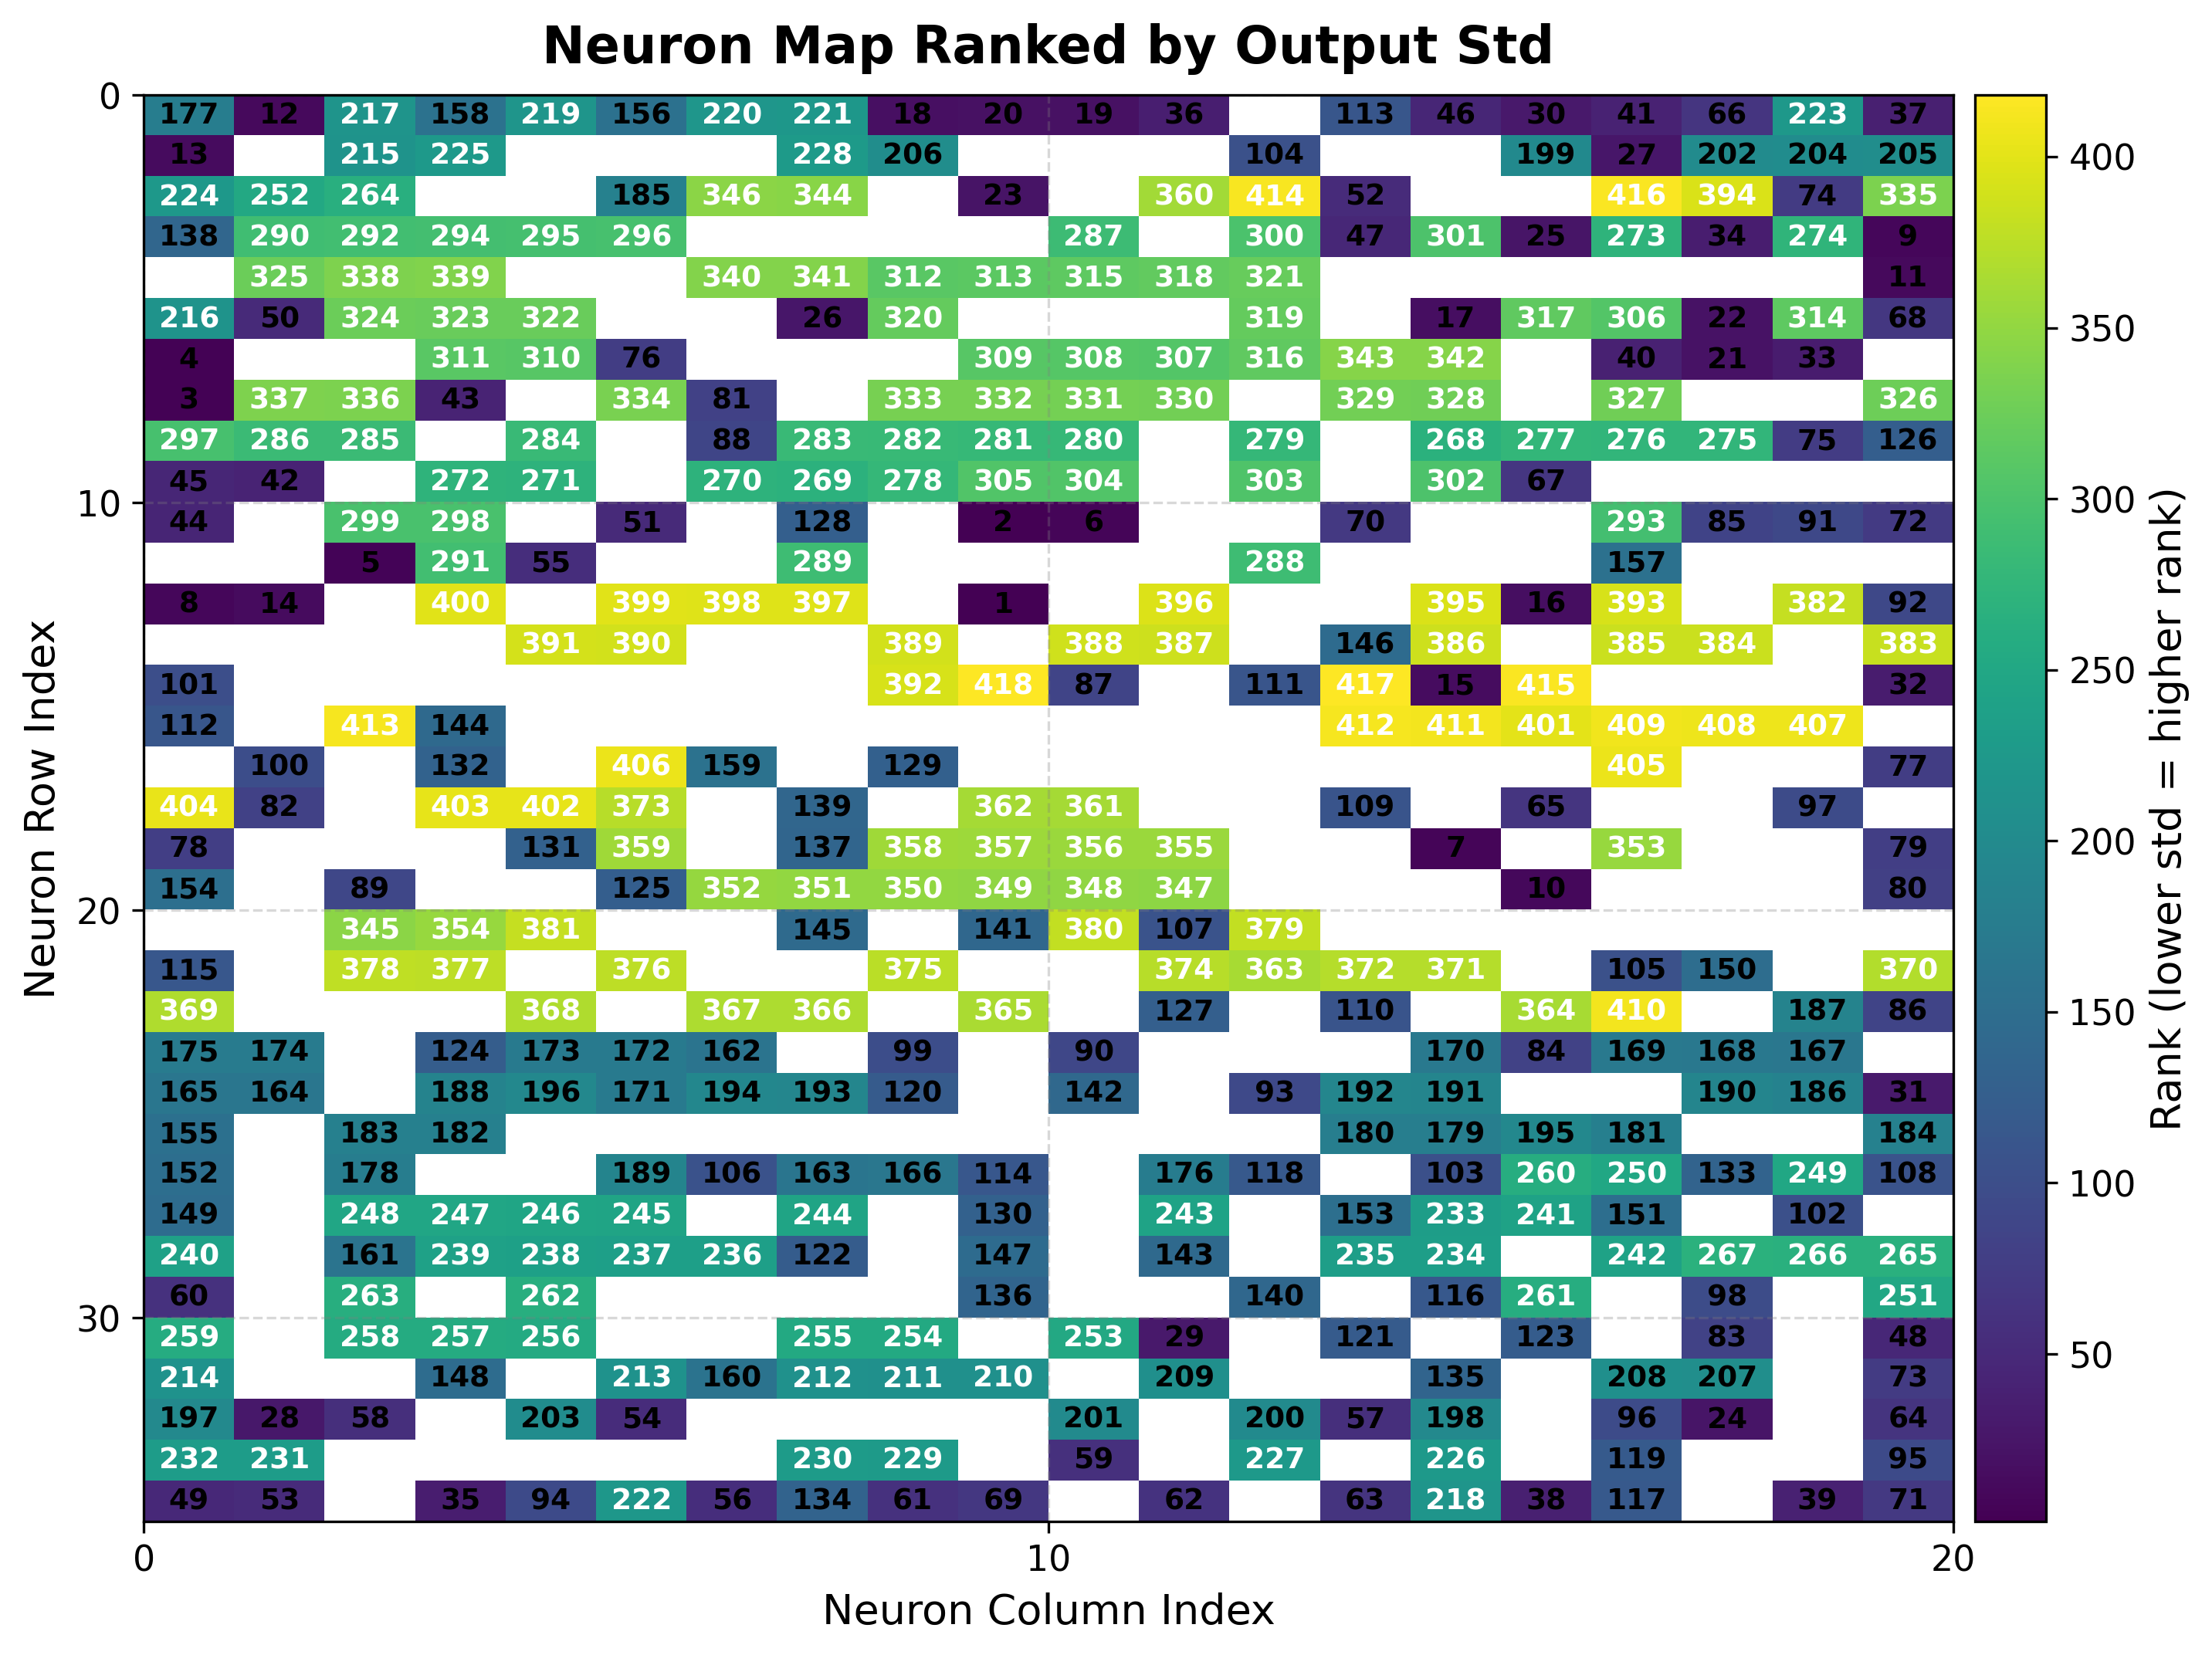 Neuron Map Ranked by Output Std
0
177 12 217 158 219 156 220 221 18 20 19 36 113 46 30 41 66 223 37
13 215 225 228 206 104 199 27 202 204 205
224 252 264 185 346 344 23 360 414 52 416 394 74 335
138 290 292 294 295 296 287 300 47 301 25 273 34 274 9
325 338 339 340 341 312 313 315 318 321 11
216 50 324 323 322 26 320 319 17 317 306 22 314 68
4 311 310 76 309 308 307 316 343 342 40 21 33
3 337 336 43 334 81 333 332 331 330 329 328 327 326
297 286 285 284 88 283 282 281 280 279 268 277 276 275 75 126
45 42 272 271 270 269 278 305 304 303 302 67
10
44 299 298 51 128 2 6 70 293 85 91 72
5 291 55 289 288 157
8 14 400 399 398 397 1 396 395 16 393 382 92
391 390 389 388 387 146 386 385 384 383
101 392 418 87 111 417 15 415 32
112 413 144 412 411 401 409 408 407
100 132 406 159 129 405 77
404 82 403 402 373 139 362 361 109 65 97
78 131 359 137 358 357 356 355 7 353 79
154 89 125 352 351 350 349 348 347 10 80
20
345 354 381 145 141 380 107 379
115 378 377 376 375 374 363 372 371 105 150 370
369 368 367 366 365 127 110 364 410 187 86
175 174 124 173 172 162 99 90 170 84 169 168 167
165 164 188 196 171 194 193 120 142 93 192 191 190 186 31
155 183 182 180 179 195 181 184
152 178 189 106 163 166 114 176 118 103 260 250 133 249 108
149 248 247 246 245 244 130 243 153 233 241 151 102
240 161 239 238 237 236 122 147 143 235 234 242 267 266 265
60 263 262 136 140 116 261 98 251
30
259 258 257 256 255 254 253 29 121 123 83 48
214 148 213 160 212 211 210 209 135 208 207 73
197 28 58 203 54 201 200 57 198 96 24 64
232 231 230 229 59 227 226 119 95
49 53 35 94 222 56 134 61 69 62 63 218 38 117 39 71
0 10 20
Neuron Column Index
Neuron Row Index
400
350
300
250
200
150
100
50
Rank (lower std = higher rank)